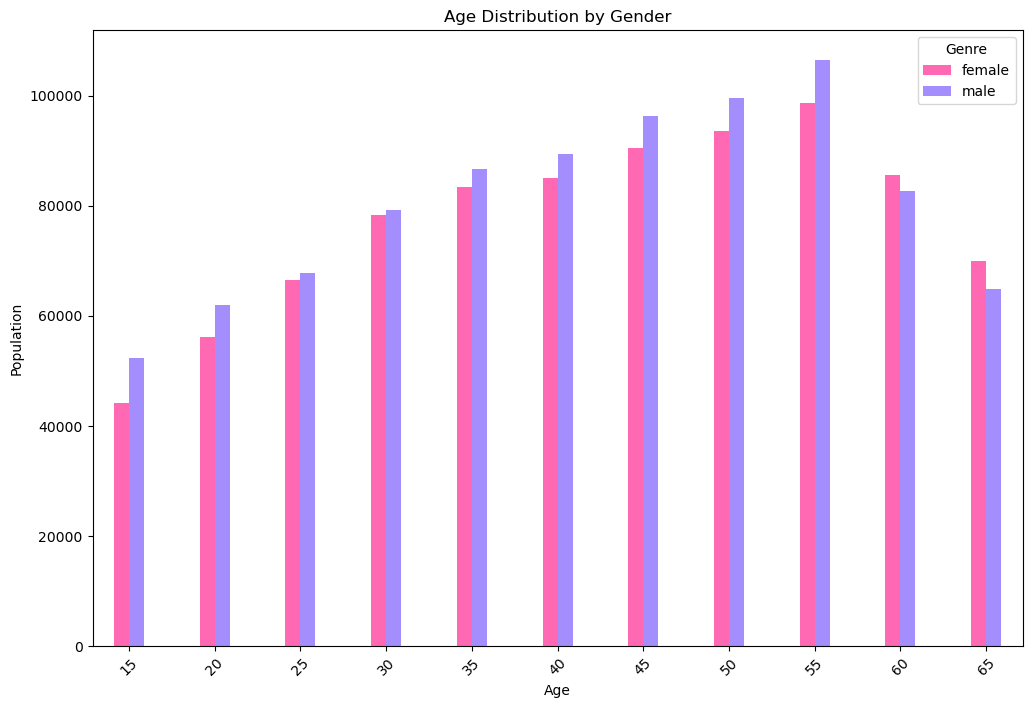 Age Distribution by Gender
Genre
female
male
Population
100000
80000
60000
40000
20000
0
15 20 25 30 35 40 45 50 55 60 65
Age